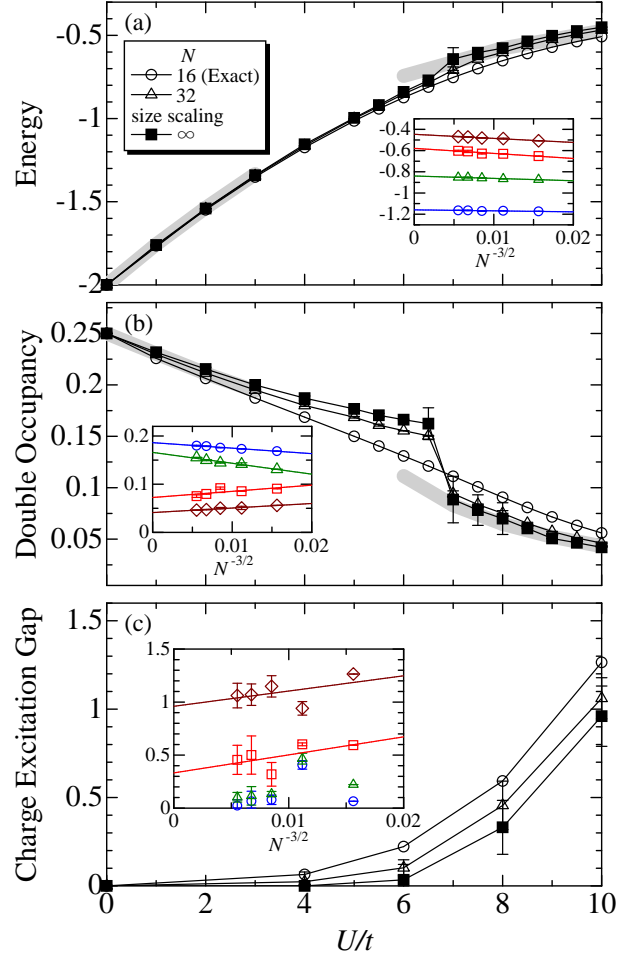 (a)
N
16 (Exact)
32
size scaling
∞
Energy
-0.5
-1
-1.5
-2
-0.4
-0.6
-0.8
-1
-1.2
0 0.01 0.02
N^{-3/2}
(b)
Double Occupancy
0.25
0.2
0.15
0.1
0.05
0.2
0.1
0
0 0.01 0.02
N^{-3/2}
(c)
Charge Excitation Gap
1.5
1
0.5
0
1.5
1
0.5
0
0 0.01 0.02
N^{-3/2}
0 2 4 6 8 10
U/t